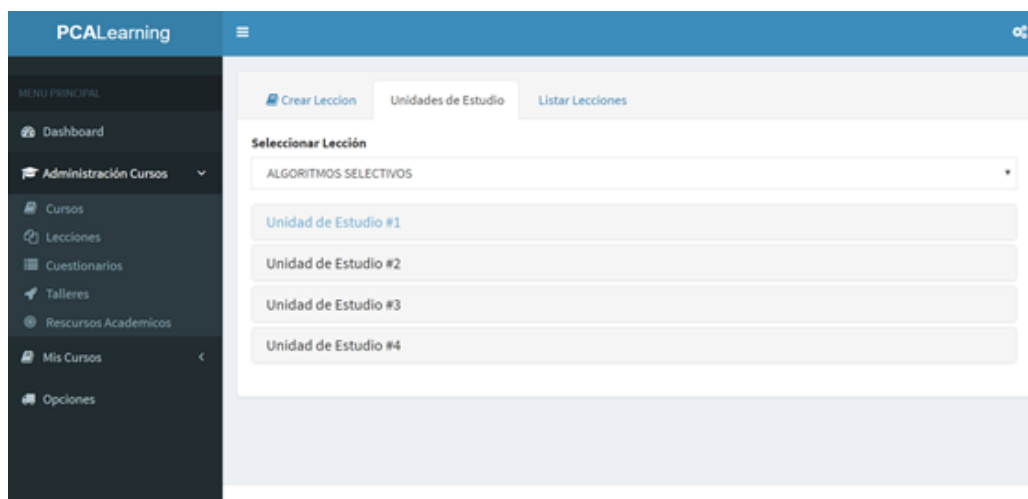 PCALearning
MENU PRINCIPAL
Dashboard
Administración Cursos
Cursos
Lecciones
Cuestionarios
Talleres
Rescursos Academicos
Mis Cursos
Opciones
Crear Leccion
Unidades de Estudio
Listar Lecciones
Seleccionar Lección
ALGORITMOS SELECTIVOS
Unidad de Estudio #1
Unidad de Estudio #2
Unidad de Estudio #3
Unidad de Estudio #4